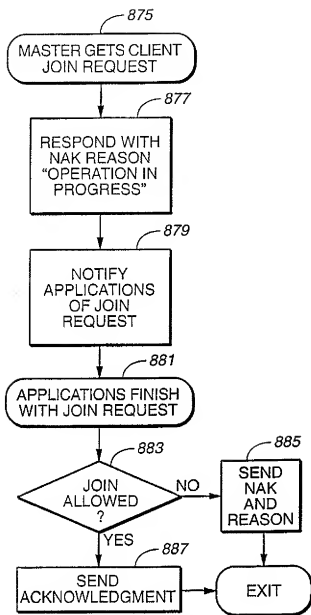 875
MASTER GETS CLIENT
JOIN REQUEST
877
RESPOND WITH
NAK REASON
"OPERATION IN
PROGRESS"
879
NOTIFY
APPLICATIONS
OF JOIN
REQUEST
881
APPLICATIONS FINISH
WITH JOIN REQUEST
883
JOIN
ALLOWED
?
NO
885
SEND
NAK
AND
REASON
YES
887
SEND
ACKNOWLEDGMENT
EXIT